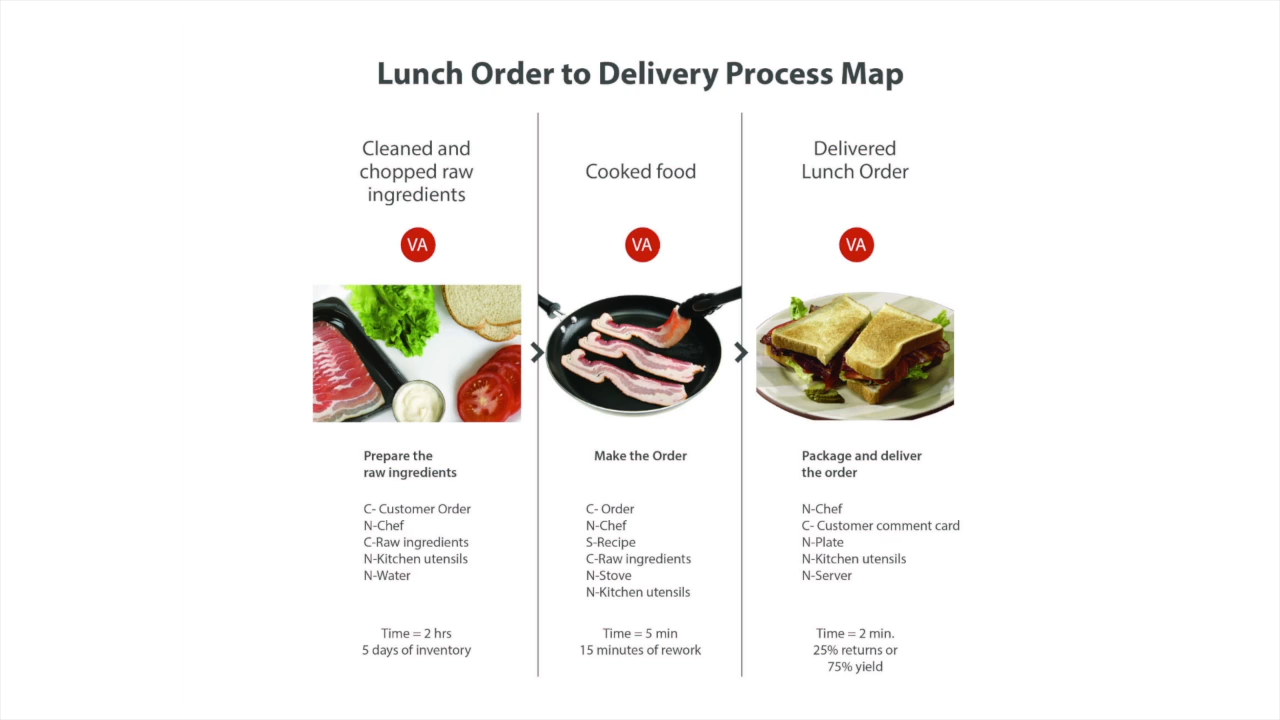 Lunch Order to Delivery Process Map
Cleaned and
chopped raw
ingredients
VA
Prepare the
raw ingredients
C- Customer Order
N-Chef
C-Raw ingredients
N-Kitchen utensils
N-Water
Time = 2 hrs
5 days of inventory
Cooked food
VA
Make the Order
C- Order
N-Chef
S-Recipe
C-Raw ingredients
N-Stove
N-Kitchen utensils
Time = 5 min
15 minutes of rework
Delivered
Lunch Order
VA
Package and deliver
the order
N-Chef
C- Customer comment card
N-Plate
N-Kitchen utensils
N-Server
Time = 2 min.
25% returns or
75% yield